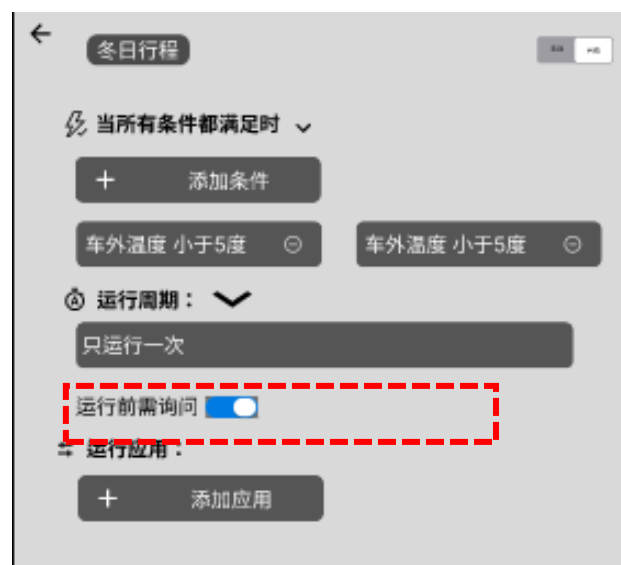 冬日行程
当所有条件都满足时
+ 添加条件
车外温度 小于5度 车外温度 小于5度
运行周期：
只运行一次
运行前需询问
运行应用：
+ 添加应用